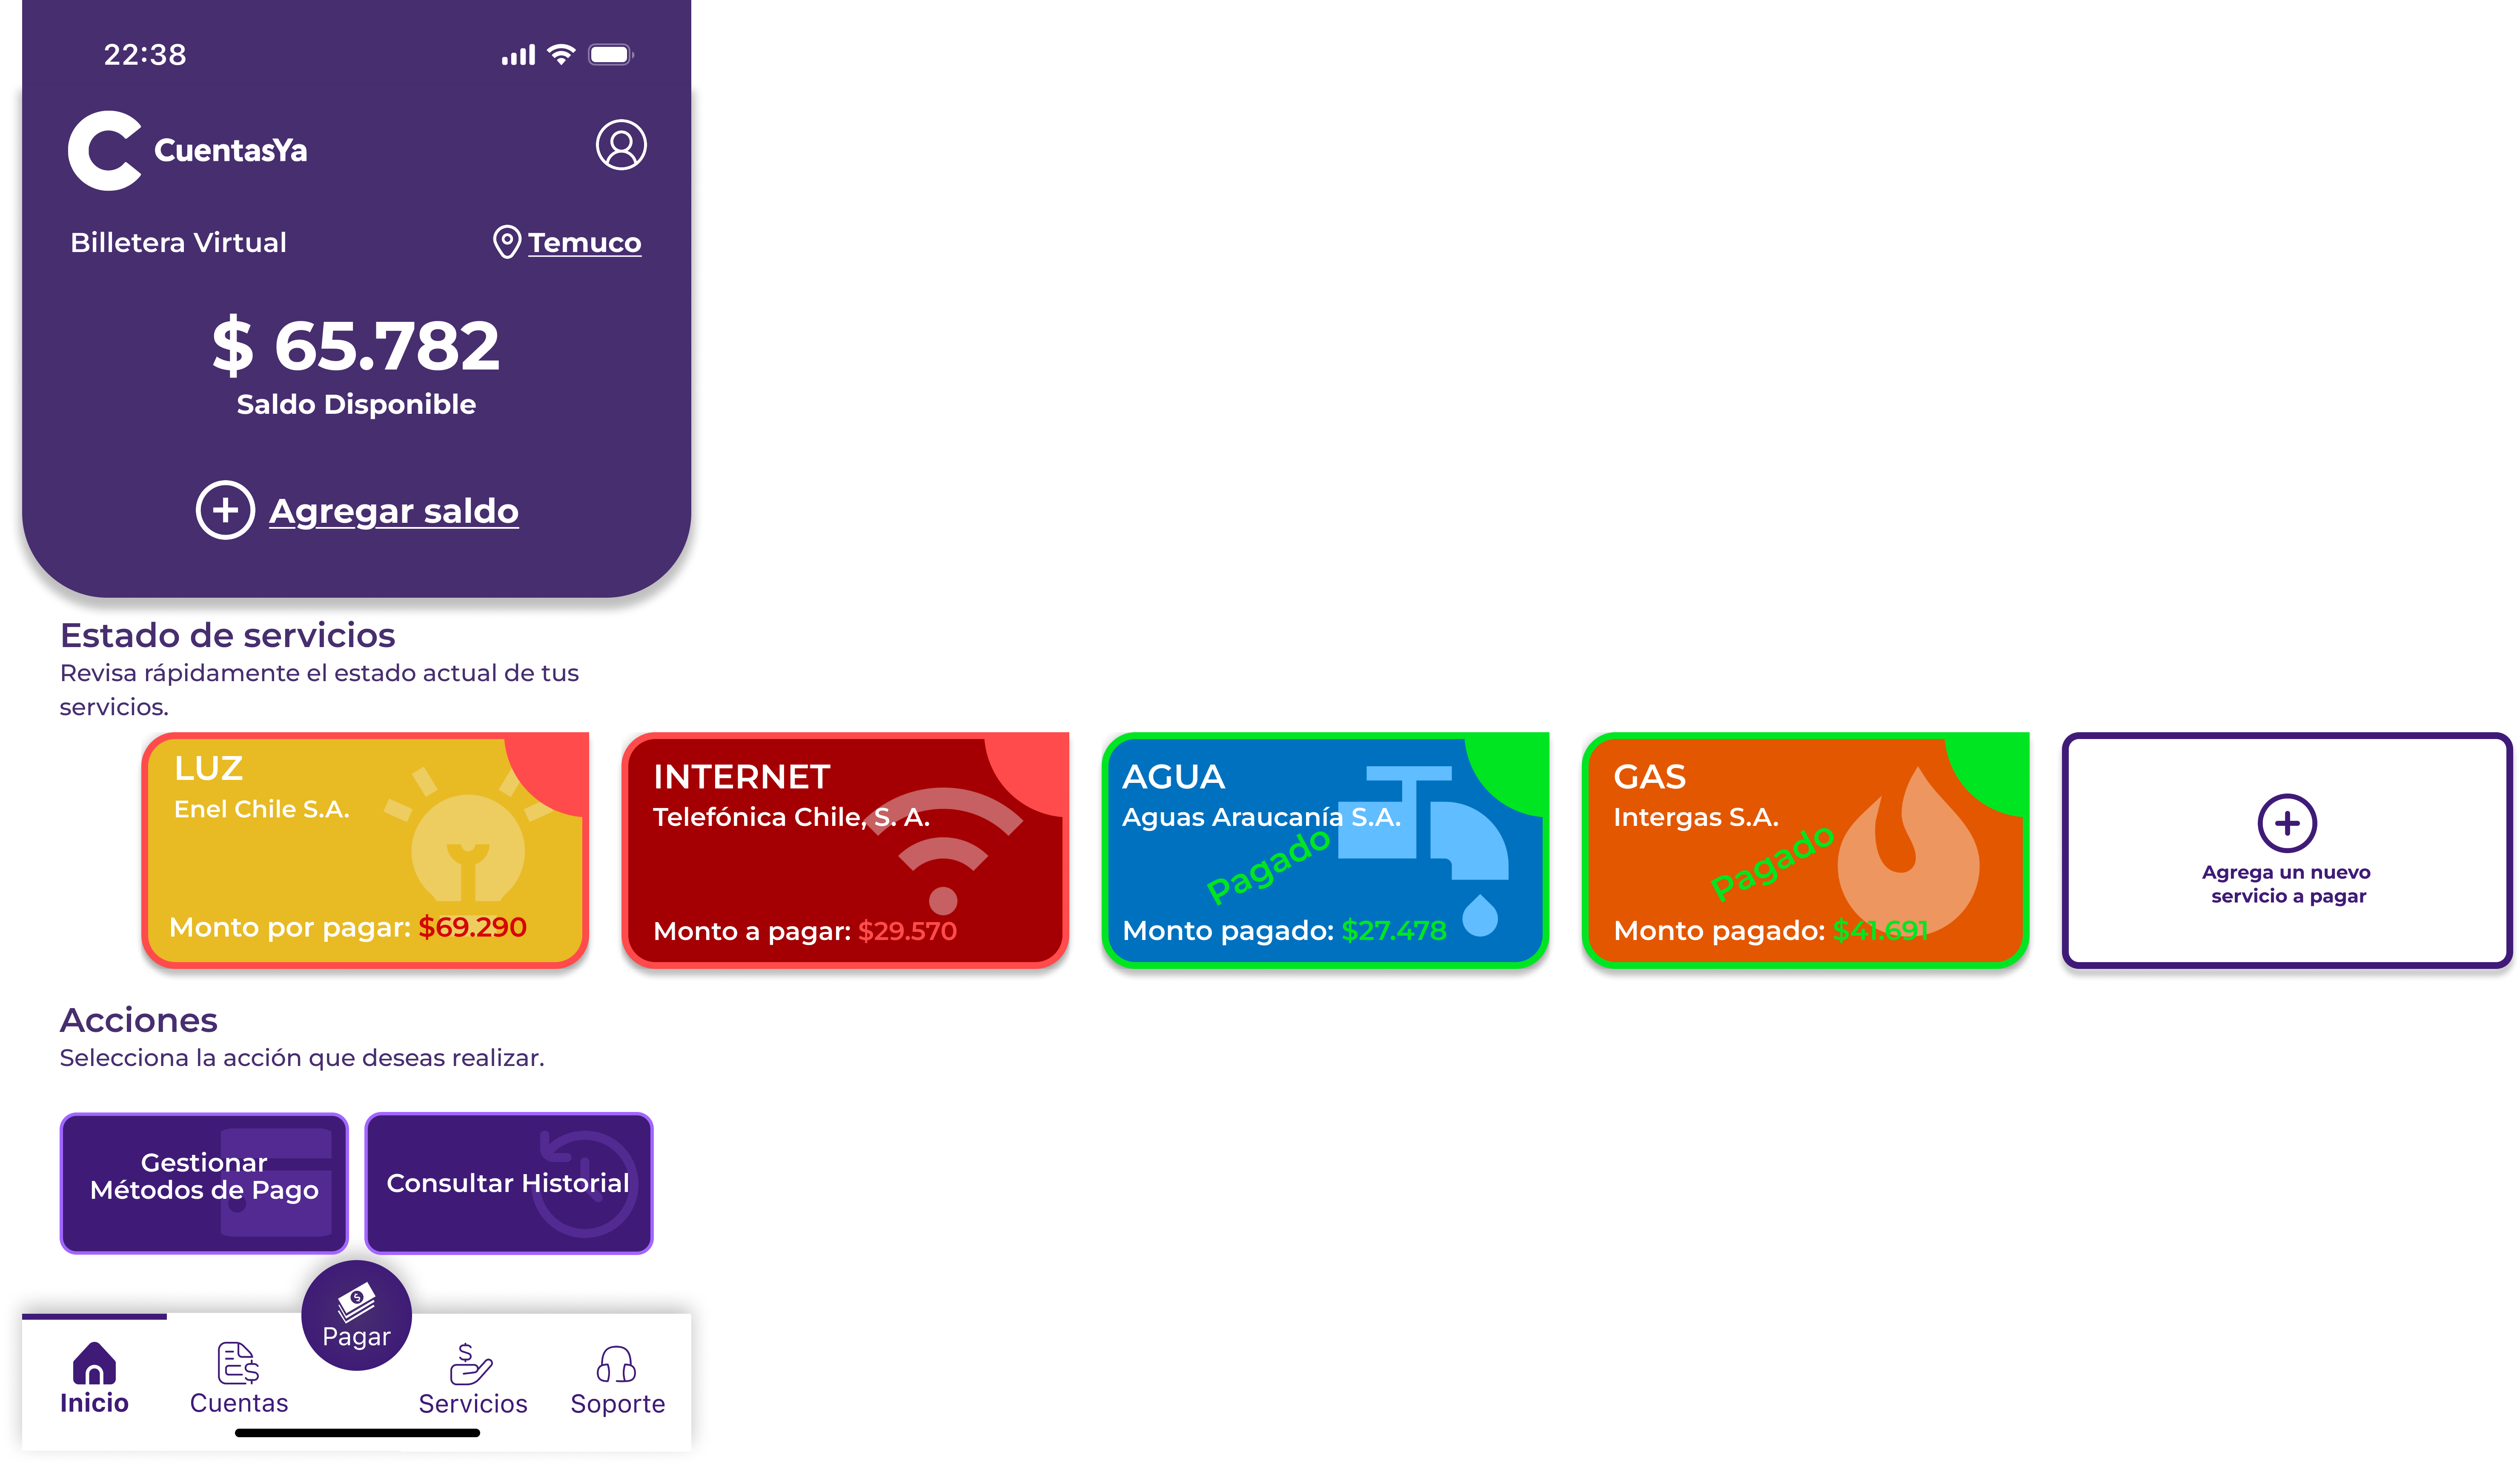 22:38
CuentasYa
Billetera Virtual
Temuco
$ 65.782
Saldo Disponible
Agregar saldo
Estado de servicios
Revisa rápidamente el estado actual de tus
servicios.
LUZ
Enel Chile S.A.
Monto por pagar: $69.290
INTERNET
Telefónica Chile, S. A.
Monto a pagar: $29.570
AGUA
Aguas Araucanía S.A.
Pagado
Monto pagado: $27.478
GAS
Intergas S.A.
Pagado
Monto pagado: $41.691
Agrega un nuevo
servicio a pagar
Acciones
Selecciona la acción que deseas realizar.
Gestionar
Métodos de Pago
Consultar Historial
Pagar
Inicio
Cuentas
Servicios
Soporte